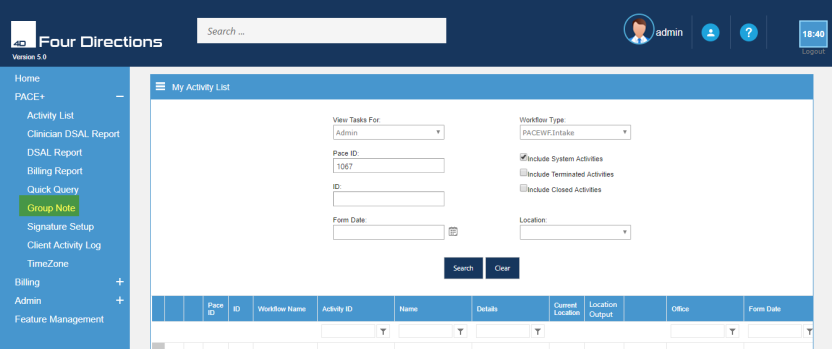 4D Four Directions
Version 5.0
Search ...
admin
?
18:40
Logout
Home
PACE+
Activity List
Clinician DSAL Report
DSAL Report
Billing Report
Quick Query
Group Note
Signature Setup
Client Activity Log
TimeZone
Billing
Admin
Feature Management
My Activity List
View Tasks For:
Admin
Workflow Type:
PACEWF.Intake
Pace ID:
1067
Include System Activities
Include Terminated Activities
ID:
Include Closed Activities
Form Date:
Location:
Search Clear
Pace ID
ID
Workflow Name
Activity ID
Name
Details
Current Location
Location Output
Office
Form Date